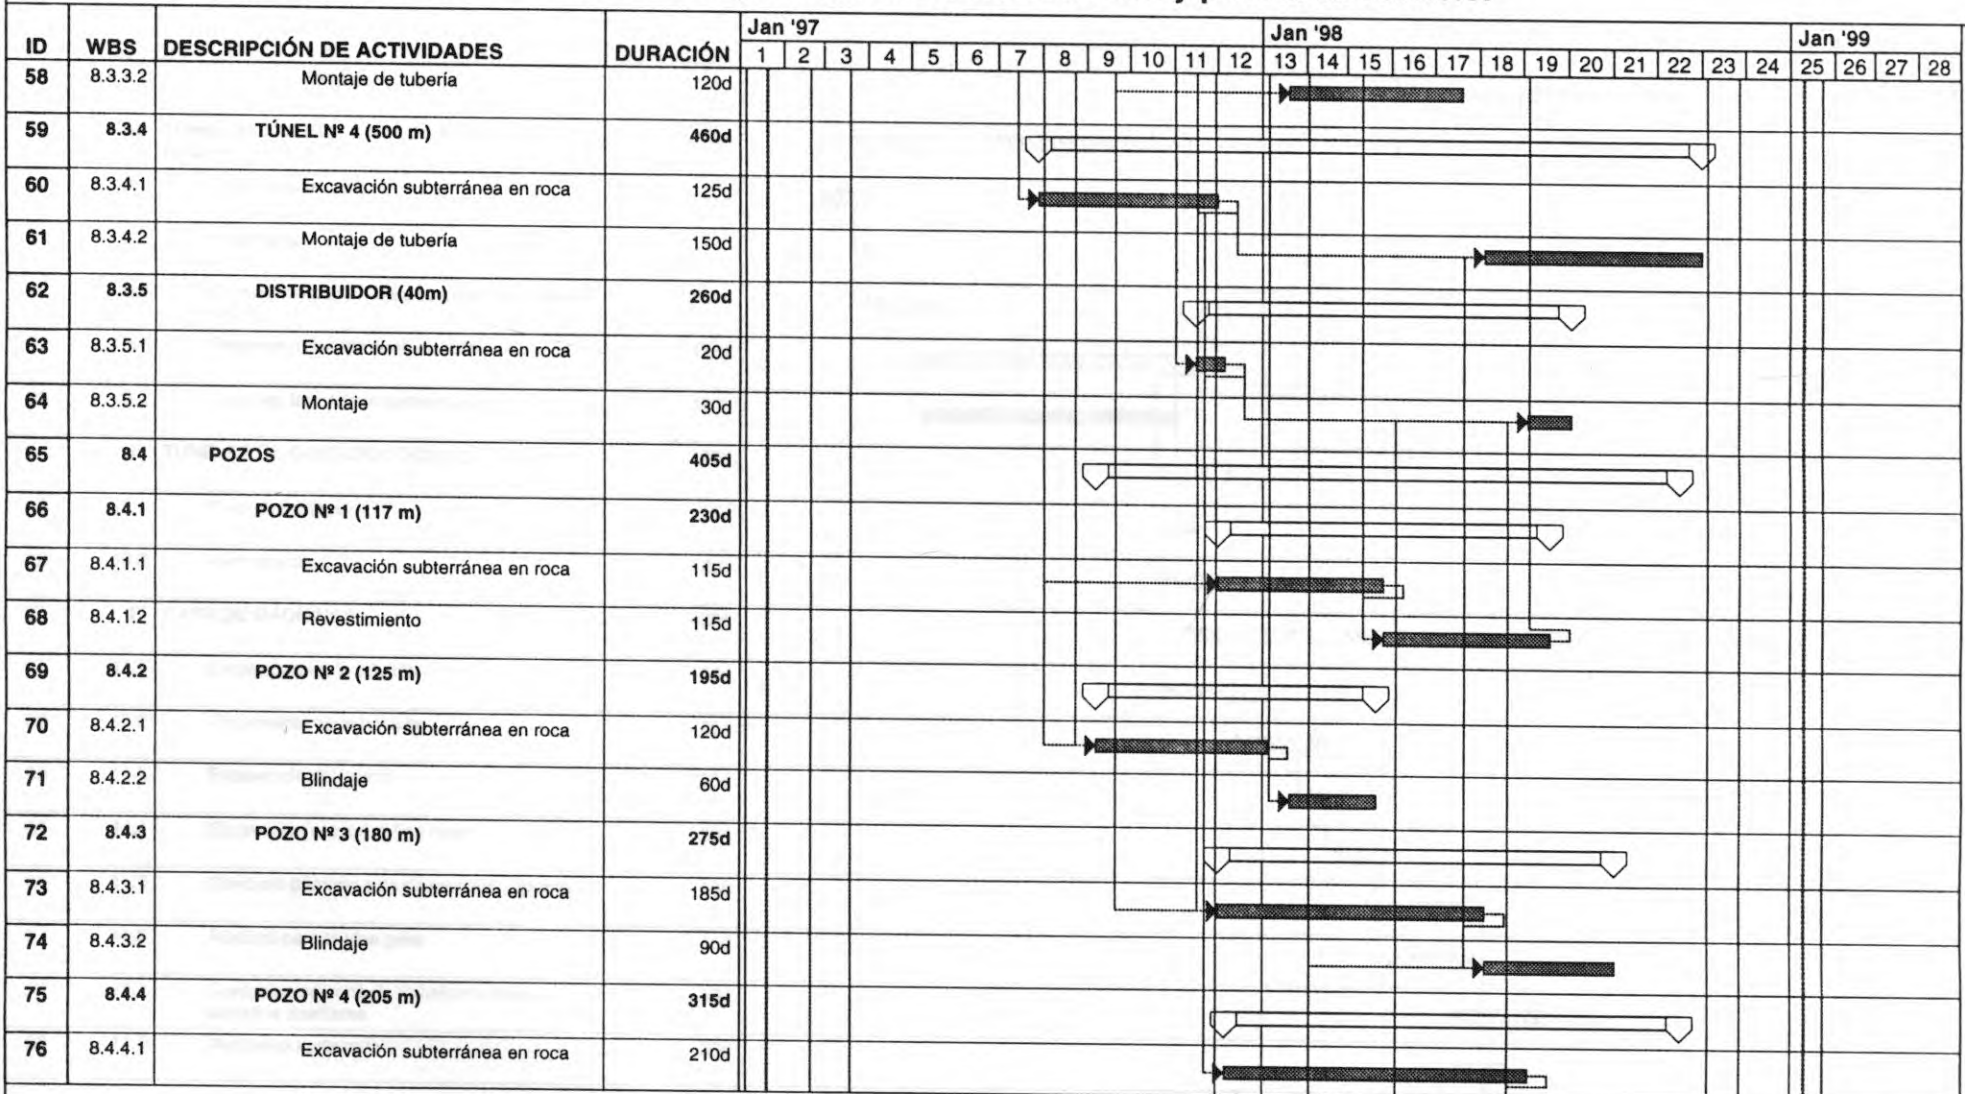 Jan '97 Jan '98 Jan '99
ID WBS DESCRIPCIÓN DE ACTIVIDADES DURACIÓN 1 2 3 4 5 6 7 8 9 10 11 12 13 14 15 16 17 18 19 20 21 22 23 24 25 26 27 28
58 8.3.3.2 Montaje de tubería 120d
59 8.3.4 TÚNEL Nº 4 (500 m) 460d
60 8.3.4.1 Excavación subterránea en roca 125d
61 8.3.4.2 Montaje de tubería 150d
62 8.3.5 DISTRIBUIDOR (40m) 260d
63 8.3.5.1 Excavación subterránea en roca 20d
64 8.3.5.2 Montaje 30d
65 8.4 POZOS 405d
66 8.4.1 POZO Nº 1 (117 m) 230d
67 8.4.1.1 Excavación subterránea en roca 115d
68 8.4.1.2 Revestimiento 115d
69 8.4.2 POZO Nº 2 (125 m) 195d
70 8.4.2.1 Excavación subterránea en roca 120d
71 8.4.2.2 Blindaje 60d
72 8.4.3 POZO Nº 3 (180 m) 275d
73 8.4.3.1 Excavación subterránea en roca 185d
74 8.4.3.2 Blindaje 90d
75 8.4.4 POZO Nº 4 (205 m) 315d
76 8.4.4.1 Excavación subterránea en roca 210d